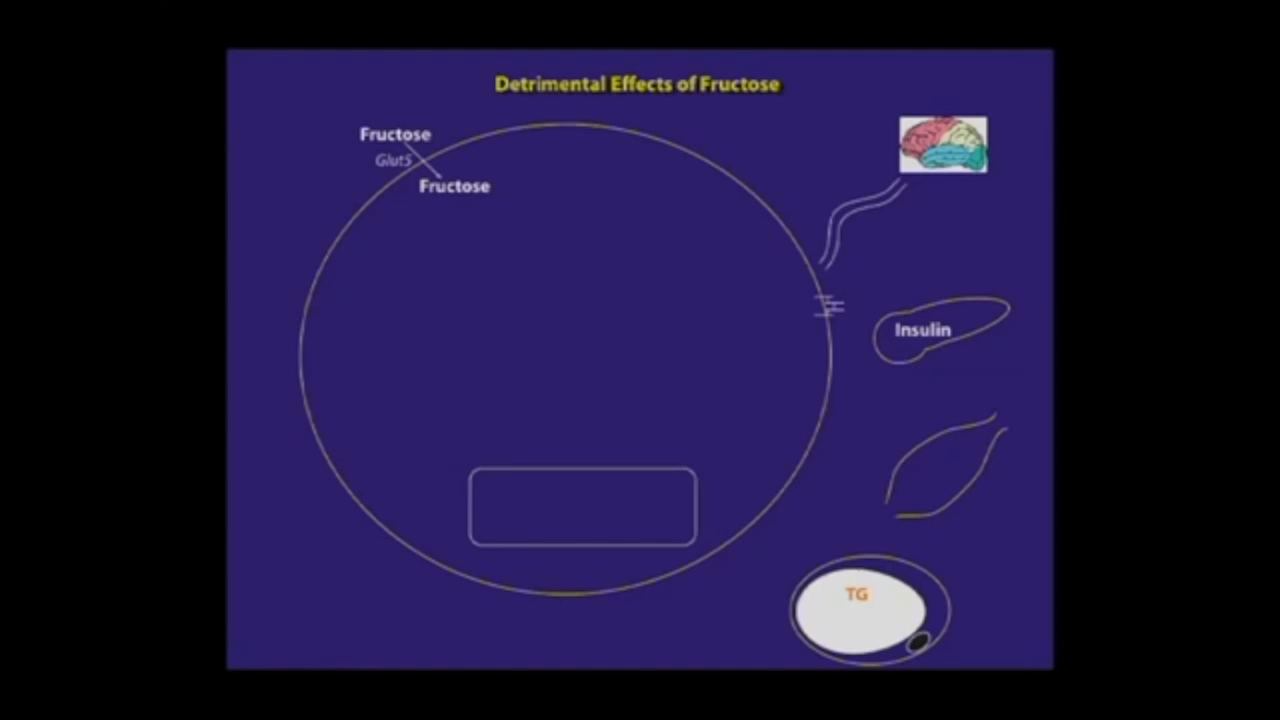 Detrimental Effects of Fructose
Fructose
Glut5
Fructose
Insulin
TG